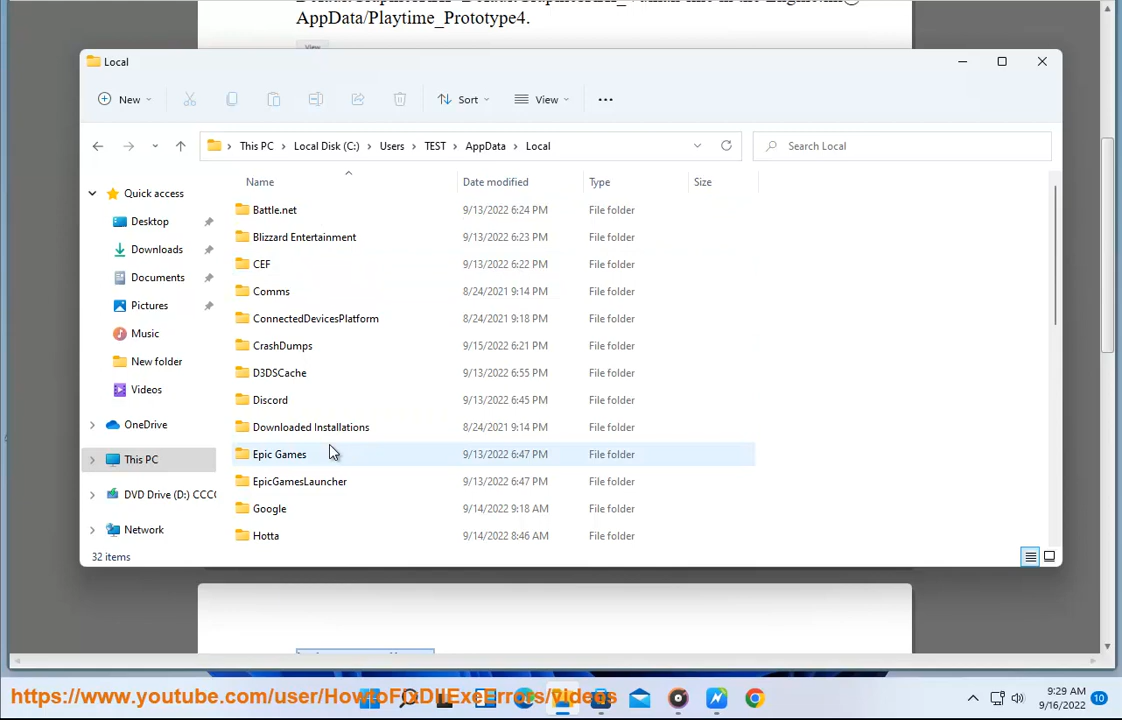 AppData/Playtime_Prototype4.
View
Local
New
Sort
View
This PC > Local Disk (C:) > Users > TEST > AppData > Local
Search Local
Name Date modified Type Size
Quick access
Desktop
Downloads
Documents
Pictures
Music
New folder
Videos
OneDrive
This PC
DVD Drive (D:) CCC
Network
Battle.net 9/13/2022 6:24 PM File folder
Blizzard Entertainment 9/13/2022 6:23 PM File folder
CEF 9/13/2022 6:22 PM File folder
Comms 8/24/2021 9:14 PM File folder
ConnectedDevicesPlatform 8/24/2021 9:18 PM File folder
CrashDumps 9/15/2022 6:21 PM File folder
D3DSCache 9/13/2022 6:55 PM File folder
Discord 9/13/2022 6:45 PM File folder
Downloaded Installations 8/24/2021 9:14 PM File folder
Epic Games 9/13/2022 6:47 PM File folder
EpicGamesLauncher 9/13/2022 6:47 PM File folder
Google 9/14/2022 9:18 AM File folder
Hotta 9/14/2022 8:46 AM File folder
32 items
https://www.youtube.com/user/HowtoFixDllExeErrors/videos
9:29 AM
9/16/2022
10